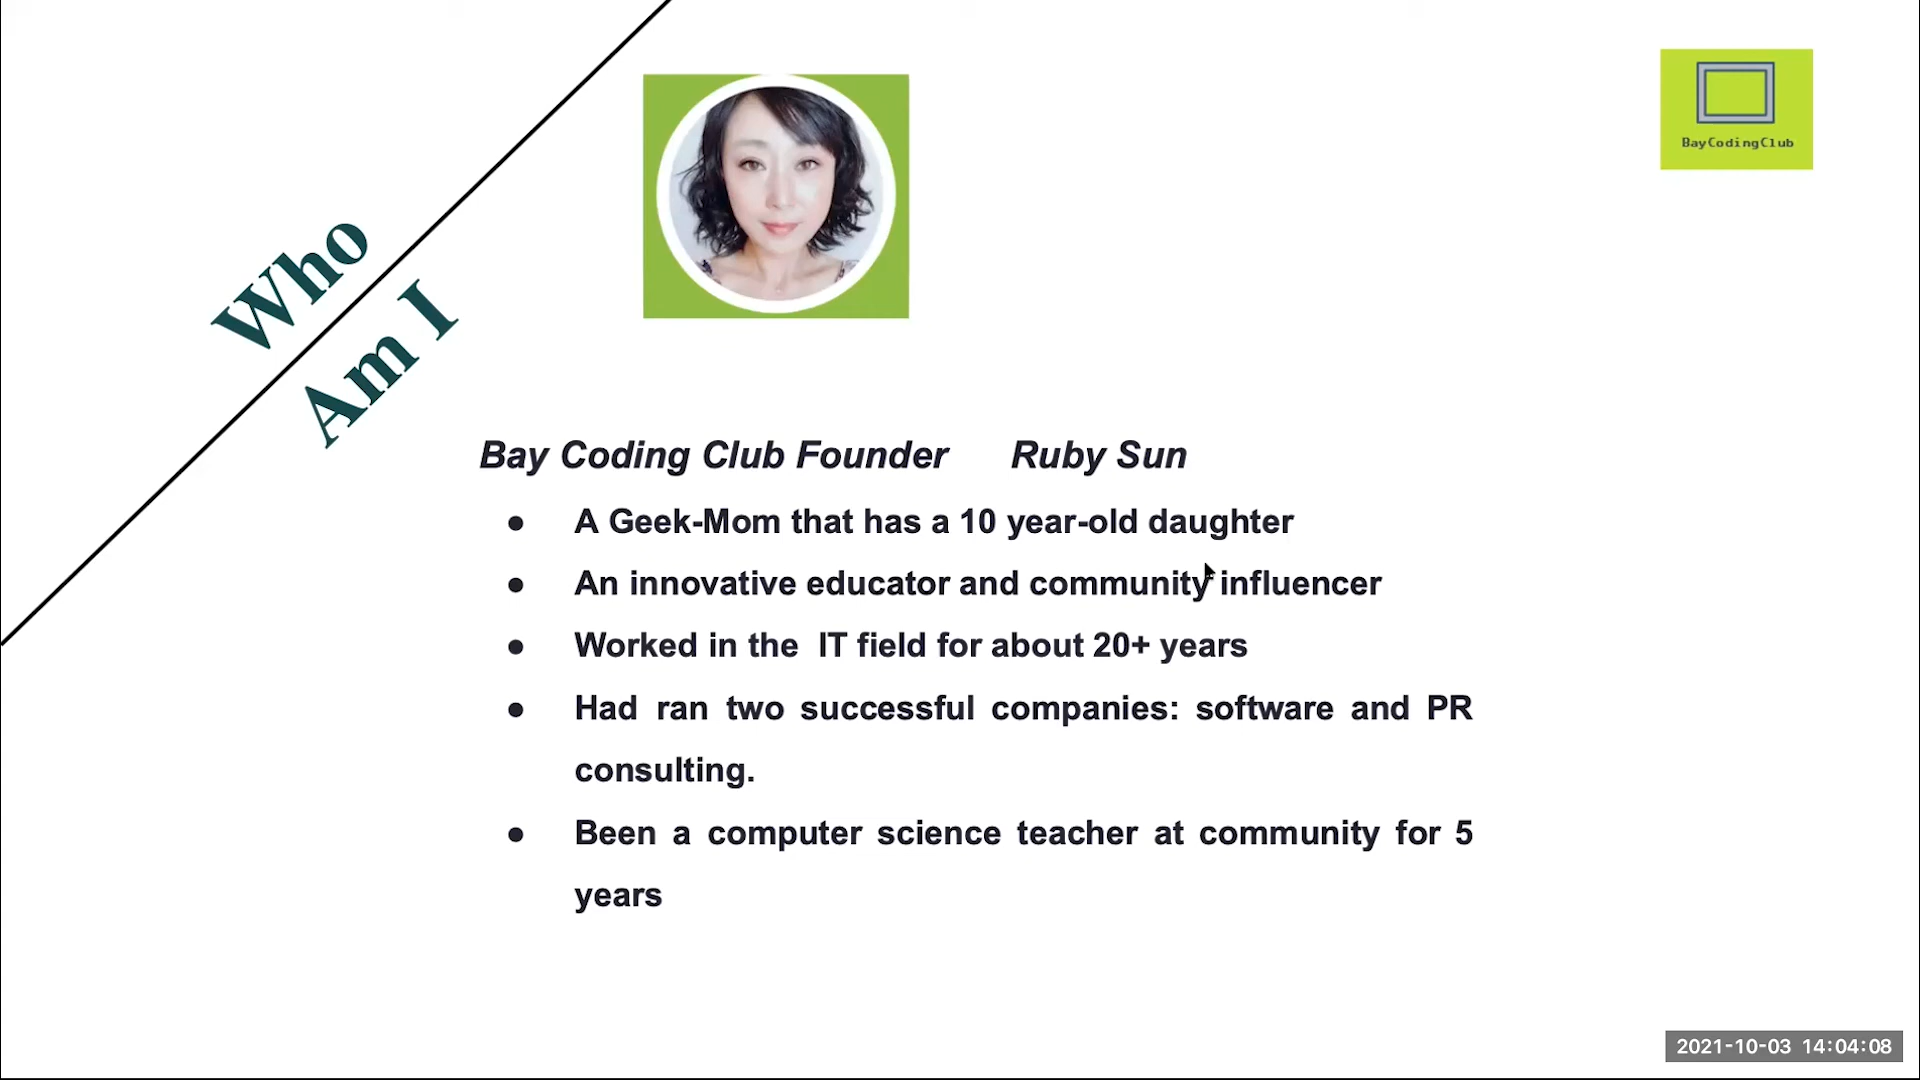 BayCodingClub
Who
Am I
Bay Coding Club Founder Ruby Sun
● A Geek-Mom that has a 10 year-old daughter
● An innovative educator and community influencer
● Worked in the IT field for about 20+ years
● Had ran two successful companies: software and PR
consulting.
● Been a computer science teacher at community for 5
years
2021-10-03 14:04:08